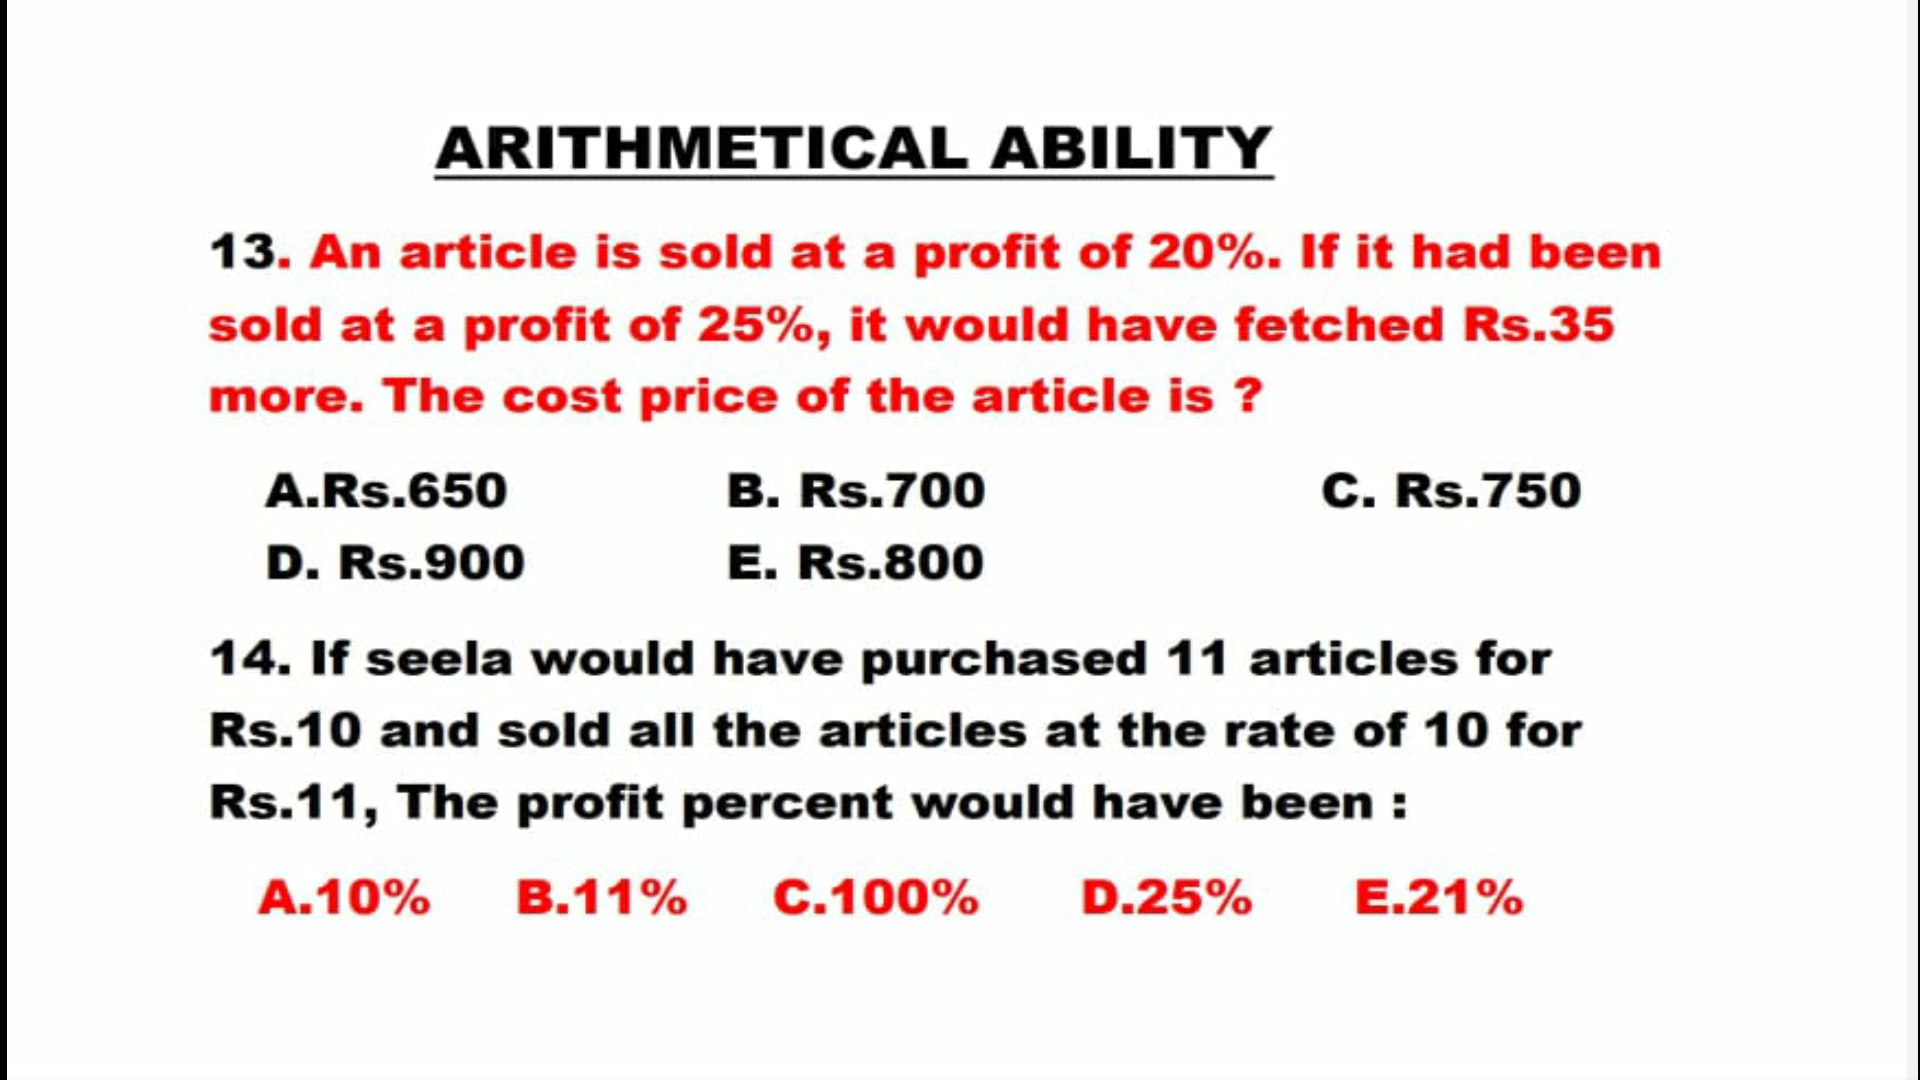 ARITHMETICAL ABILITY
13. An article is sold at a profit of 20%. If it had been
sold at a profit of 25%, it would have fetched Rs.35
more. The cost price of the article is ?
A.Rs.650 B. Rs.700 C. Rs.750
D. Rs.900 E. Rs.800
14. If seela would have purchased 11 articles for
Rs.10 and sold all the articles at the rate of 10 for
Rs.11, The profit percent would have been :
A.10% B.11% C.100% D.25% E.21%